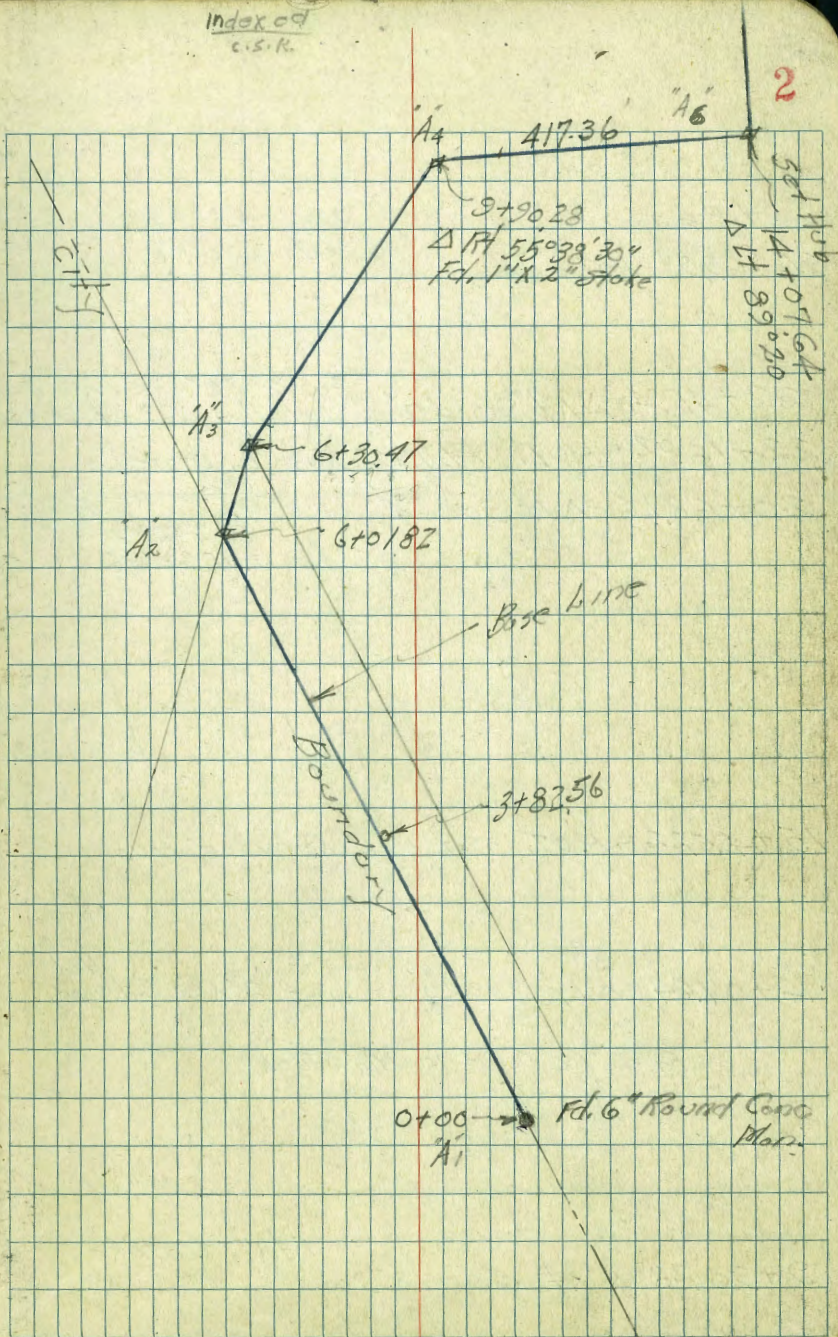 Indexed
C.S.K.
2
"A4"
417.36'
"A6"
Set Hub
14+07.64
Δ Lt 89°20'
9+90.28
Δ Rt 55°38'30"
Fd. 1" X 2" Stake
City
"A3"
6+30.47
"A2"
6+01.82
Base Line
Boundary
3+82.56
0+00
"A1"
Fd. 6" Round Conc
Mon.